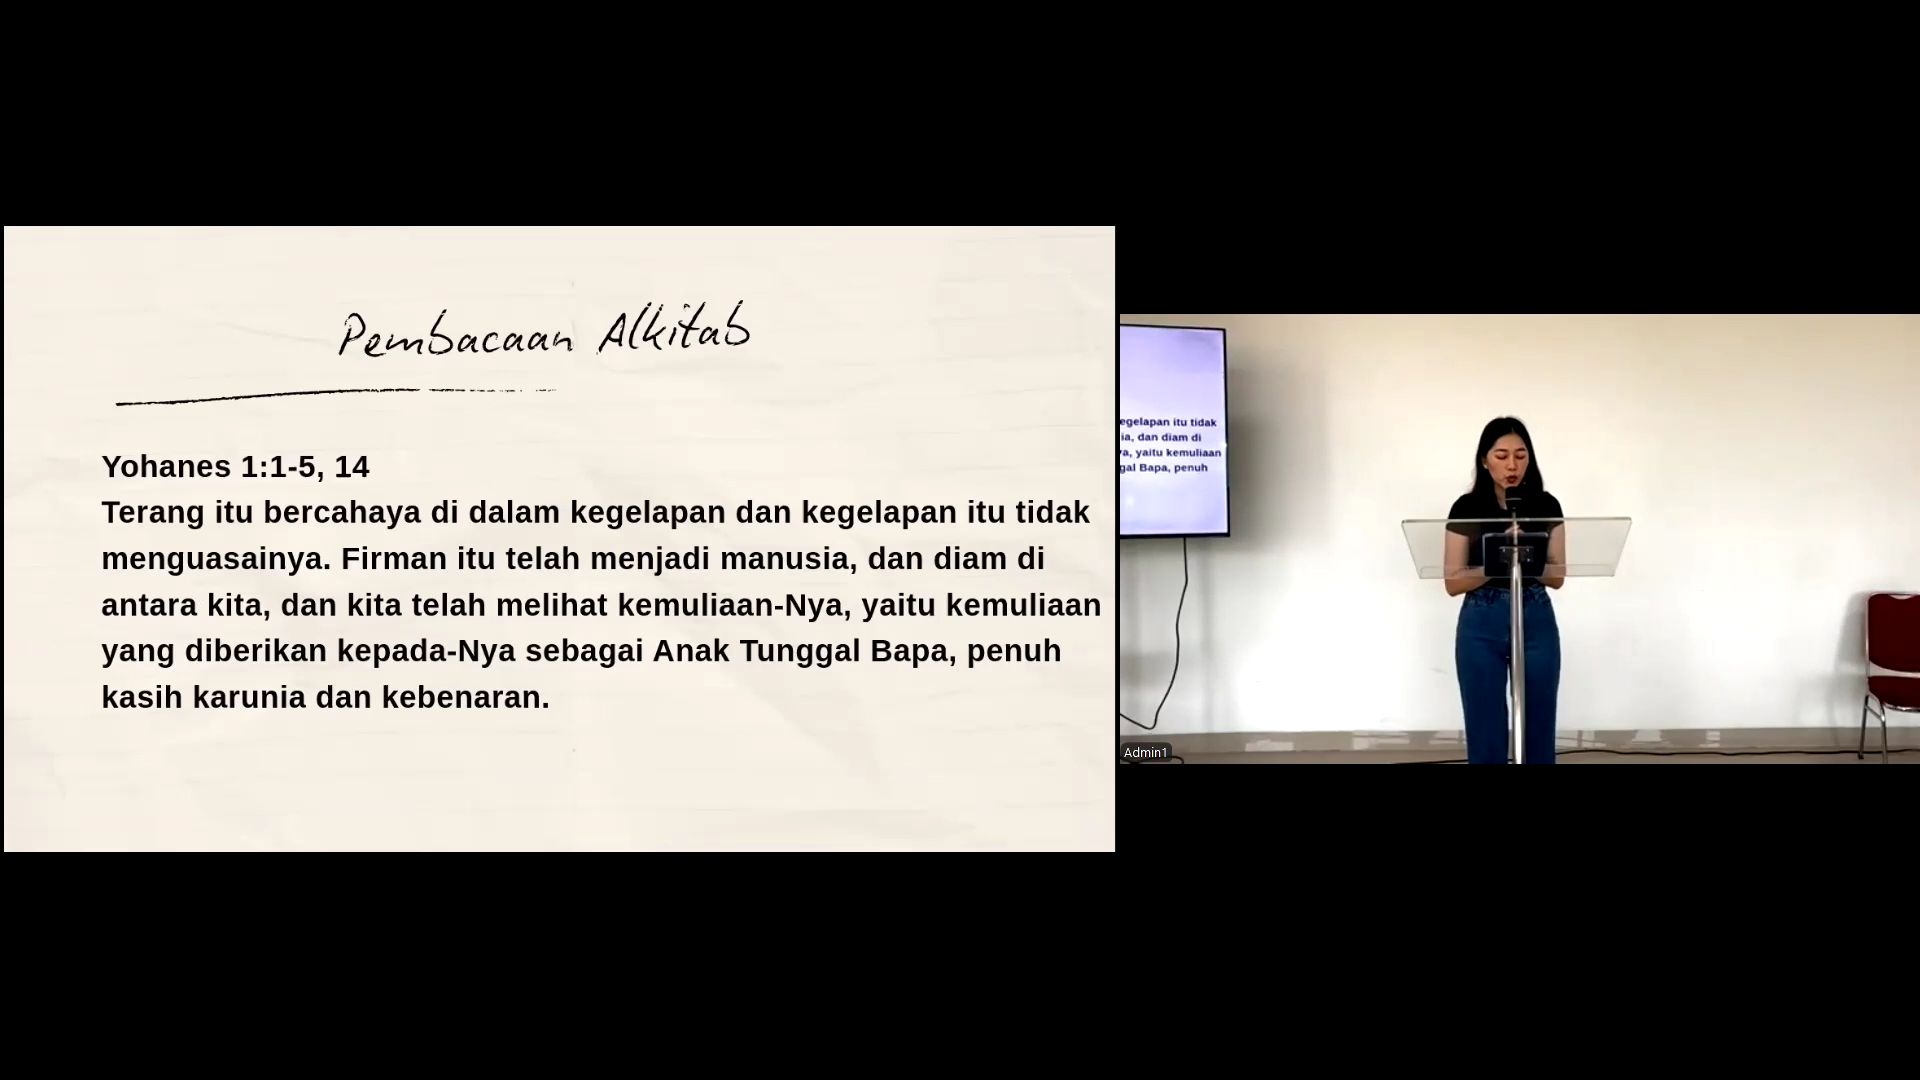 Pembacaan Alkitab
Yohanes 1:1-5, 14
Terang itu bercahaya di dalam kegelapan dan kegelapan itu tidak
menguasainya. Firman itu telah menjadi manusia, dan diam di
antara kita, dan kita telah melihat kemuliaan-Nya, yaitu kemuliaan
yang diberikan kepada-Nya sebagai Anak Tunggal Bapa, penuh
kasih karunia dan kebenaran.
egelapan itu tidak
ia, dan diam di
a, yaitu kemuliaan
gal Bapa, penuh
Admin1